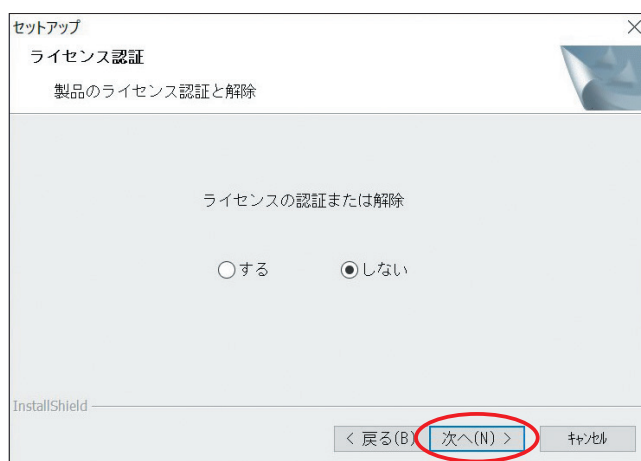 セットアップ
ライセンス認証
製品のライセンス認証と解除
ライセンスの認証または解除
する
しない
InstallShield
< 戻る(B)
次へ(N) >
キャンセル